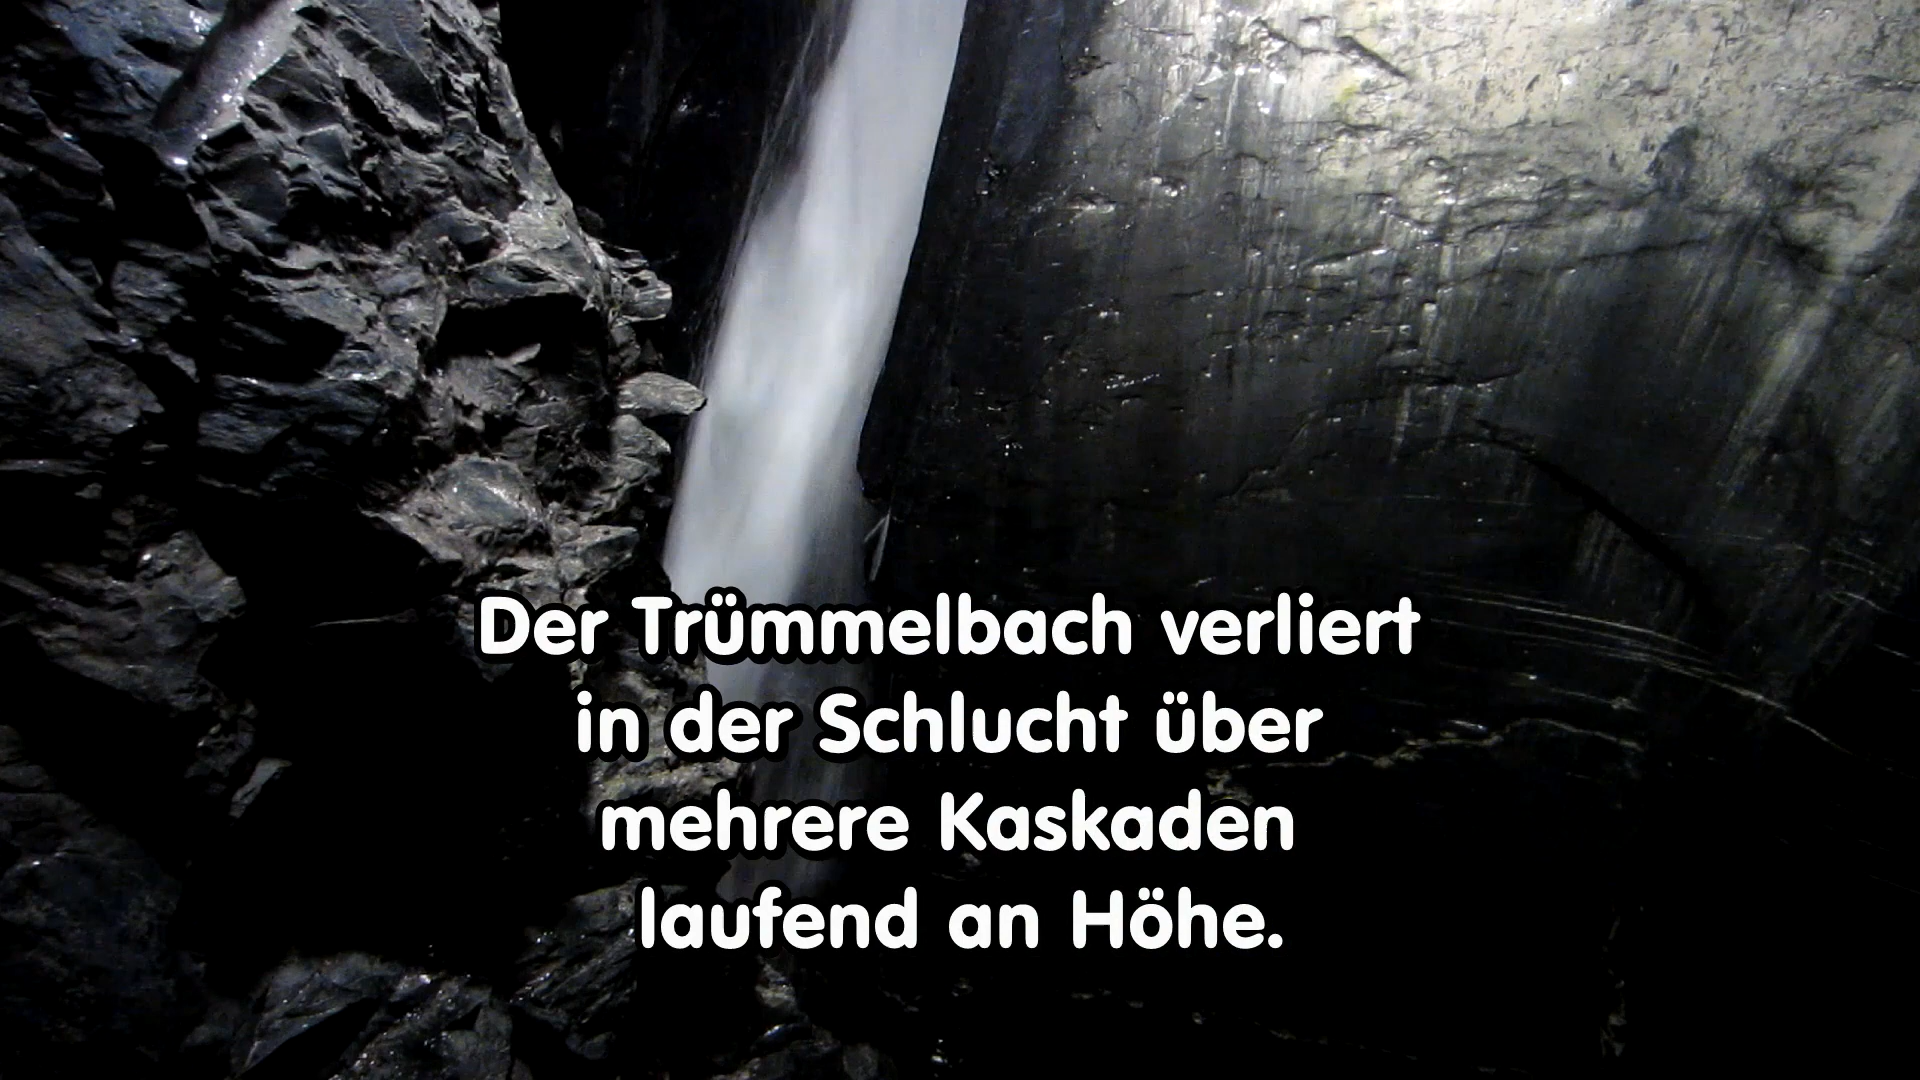 Der Trümmelbach verliert
in der Schlucht über
mehrere Kaskaden
laufend an Höhe.